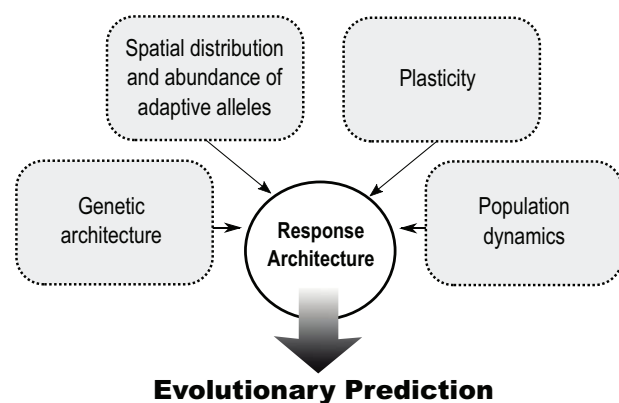 Spatial distribution
and abundance of
adaptive alleles
Plasticity
Genetic
architecture
Response
Architecture
Population
dynamics
Evolutionary Prediction